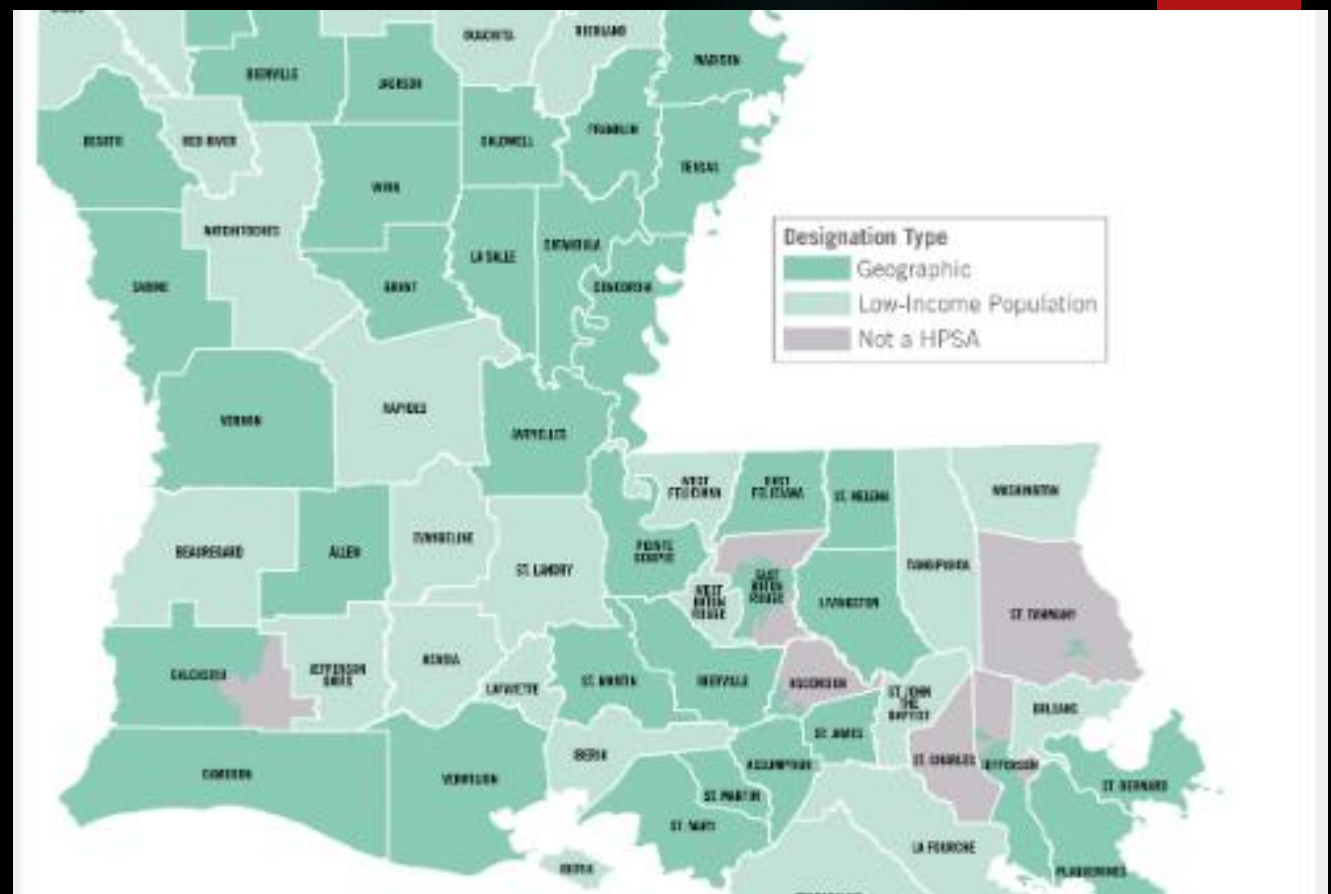 OUACHITA
RICHLAND
MADISON
BIENVILLE
JACKSON
DESOTO
RED RIVER
CALDWELL
FRANKLIN
TENSAS
WINN
NATCHITOCHES
LA SALLE
CATAHOULA
CONCORDIA
SABINE
GRANT
Designation Type
Geographic
Low-Income Population
Not a HPSA
VERNON
RAPIDES
AVOYELLES
WEST
FELICIANA
EAST
FELICIANA
ST. HELENA
WASHINGTON
BEAUREGARD
ALLEN
EVANGELINE
ST. LANDRY
POINTE
COUPEE
WEST
BATON
ROUGE
EAST
BATON
ROUGE
LIVINGSTON
TANGIPAHOA
ST. TAMMANY
CALCASIEU
JEFFERSON
DAVIS
ACADIA
LAFAYETTE
ST. MARTIN
IBERVILLE
ASCENSION
ST. JOHN
THE
BAPTIST
ORLEANS
CAMERON
VERMILION
IBERIA
ASSUMPTION
ST. JAMES
ST. CHARLES
JEFFERSON
ST. BERNARD
ST. MARTIN
ST. MARY
LA FOURCHE
IBERIA
PLAQUEMINES